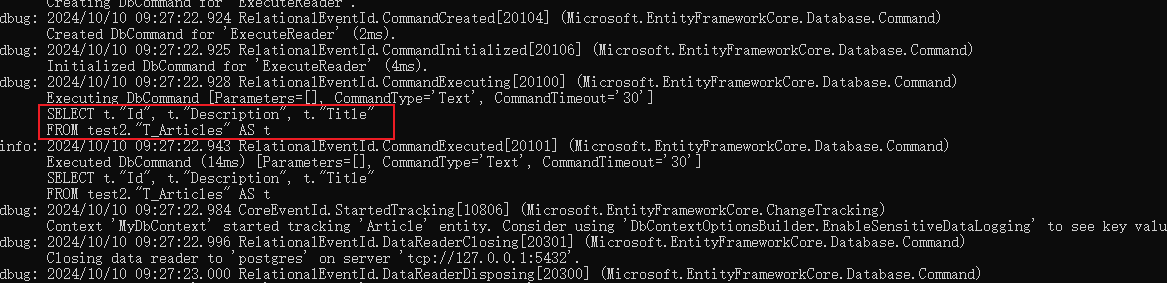 Creating DbCommand for 'ExecuteReader'.
dbug: 2024/10/10 09:27:22.924 RelationalEventId.CommandCreated[20104] (Microsoft.EntityFrameworkCore.Database.Command)
Created DbCommand for 'ExecuteReader' (2ms).
dbug: 2024/10/10 09:27:22.925 RelationalEventId.CommandInitialized[20106] (Microsoft.EntityFrameworkCore.Database.Command)
Initialized DbCommand for 'ExecuteReader' (4ms).
dbug: 2024/10/10 09:27:22.928 RelationalEventId.CommandExecuting[20100] (Microsoft.EntityFrameworkCore.Database.Command)
Executing DbCommand [Parameters=[], CommandType='Text', CommandTimeout='30']
SELECT t."Id", t."Description", t."Title"
FROM test2."T_Articles" AS t
info: 2024/10/10 09:27:22.943 RelationalEventId.CommandExecuted[20101] (Microsoft.EntityFrameworkCore.Database.Command)
Executed DbCommand (14ms) [Parameters=[], CommandType='Text', CommandTimeout='30']
SELECT t."Id", t."Description", t."Title"
FROM test2."T_Articles" AS t
dbug: 2024/10/10 09:27:22.984 CoreEventId.StartedTracking[10806] (Microsoft.EntityFrameworkCore.ChangeTracking)
Context 'MyDbContext' started tracking 'Article' entity. Consider using 'DbContextOptionsBuilder.EnableSensitiveDataLogging' to see key valu
dbug: 2024/10/10 09:27:22.996 RelationalEventId.DataReaderClosing[20301] (Microsoft.EntityFrameworkCore.Database.Command)
Closing data reader to 'postgres' on server 'tcp://127.0.0.1:5432'.
dbug: 2024/10/10 09:27:23.000 RelationalEventId.DataReaderDisposing[20300] (Microsoft.EntityFrameworkCore.Database.Command)